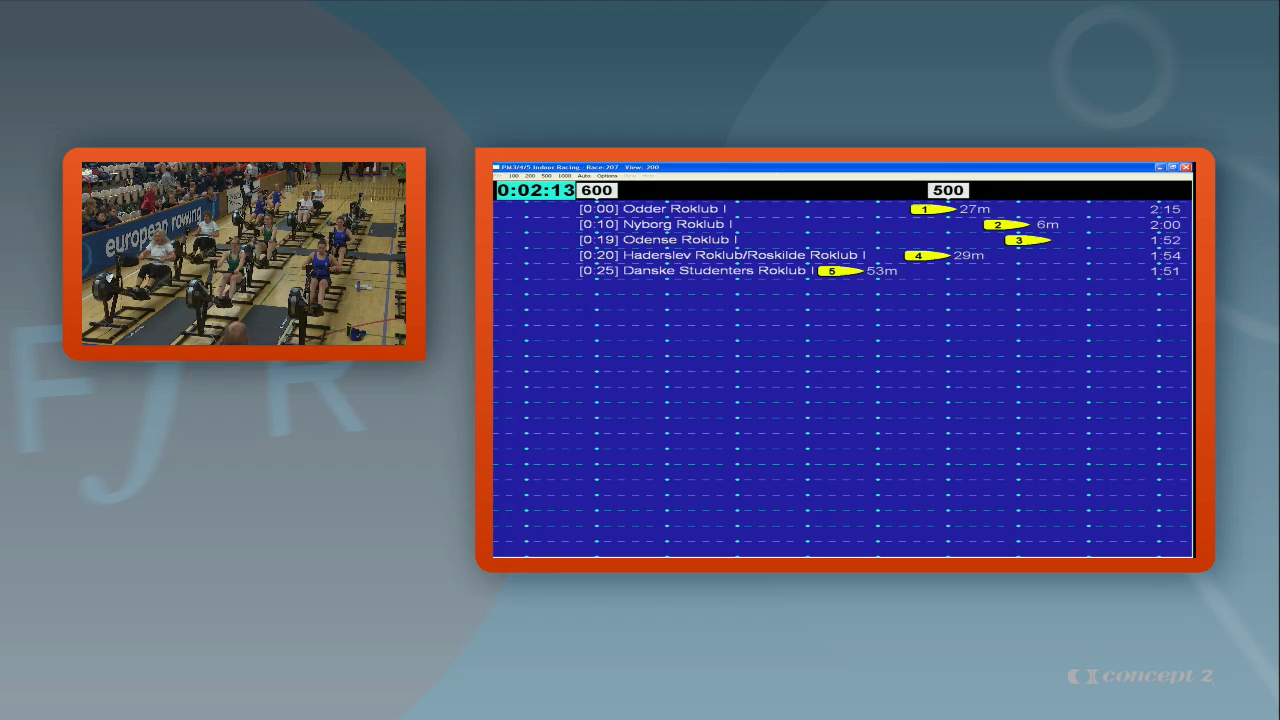 PM3/4/5 Indoor Racing - Race:207 View: 200
100 200 500 1000 Auto Options
0:02:13 600 500
[0:00] Odder Roklub I 1 27m 2:15
[0:10] Nyborg Roklub I 2 6m 2:00
[0:19] Odense Roklub I 3 1:52
[0:20] Haderslev Roklub/Roskilde Roklub I 4 29m 1:54
[0:25] Danske Studenters Roklub I 5 53m 1:51
european rowing
FJR
concept 2